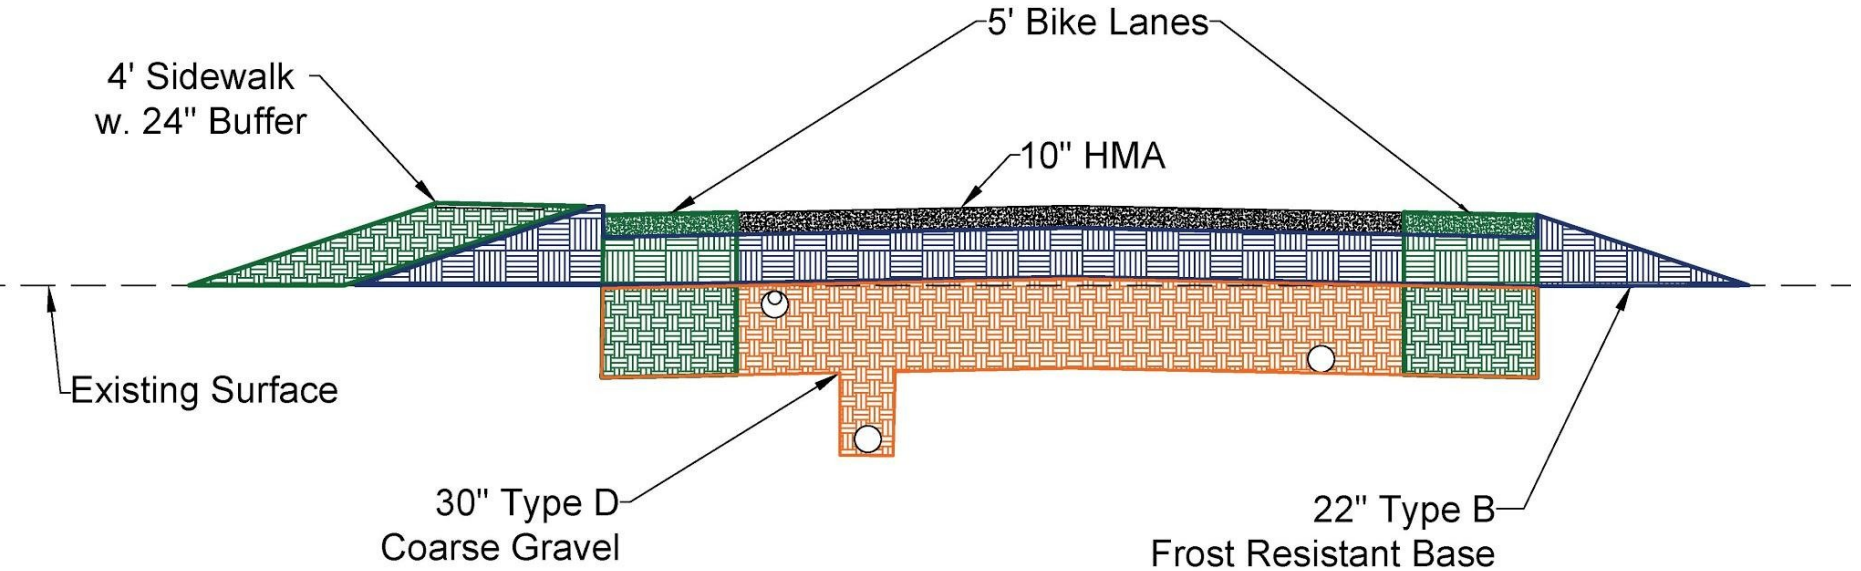 5' Bike Lanes
4' Sidewalk
w. 24" Buffer
10" HMA
Existing Surface
30" Type D
Coarse Gravel
22" Type B
Frost Resistant Base